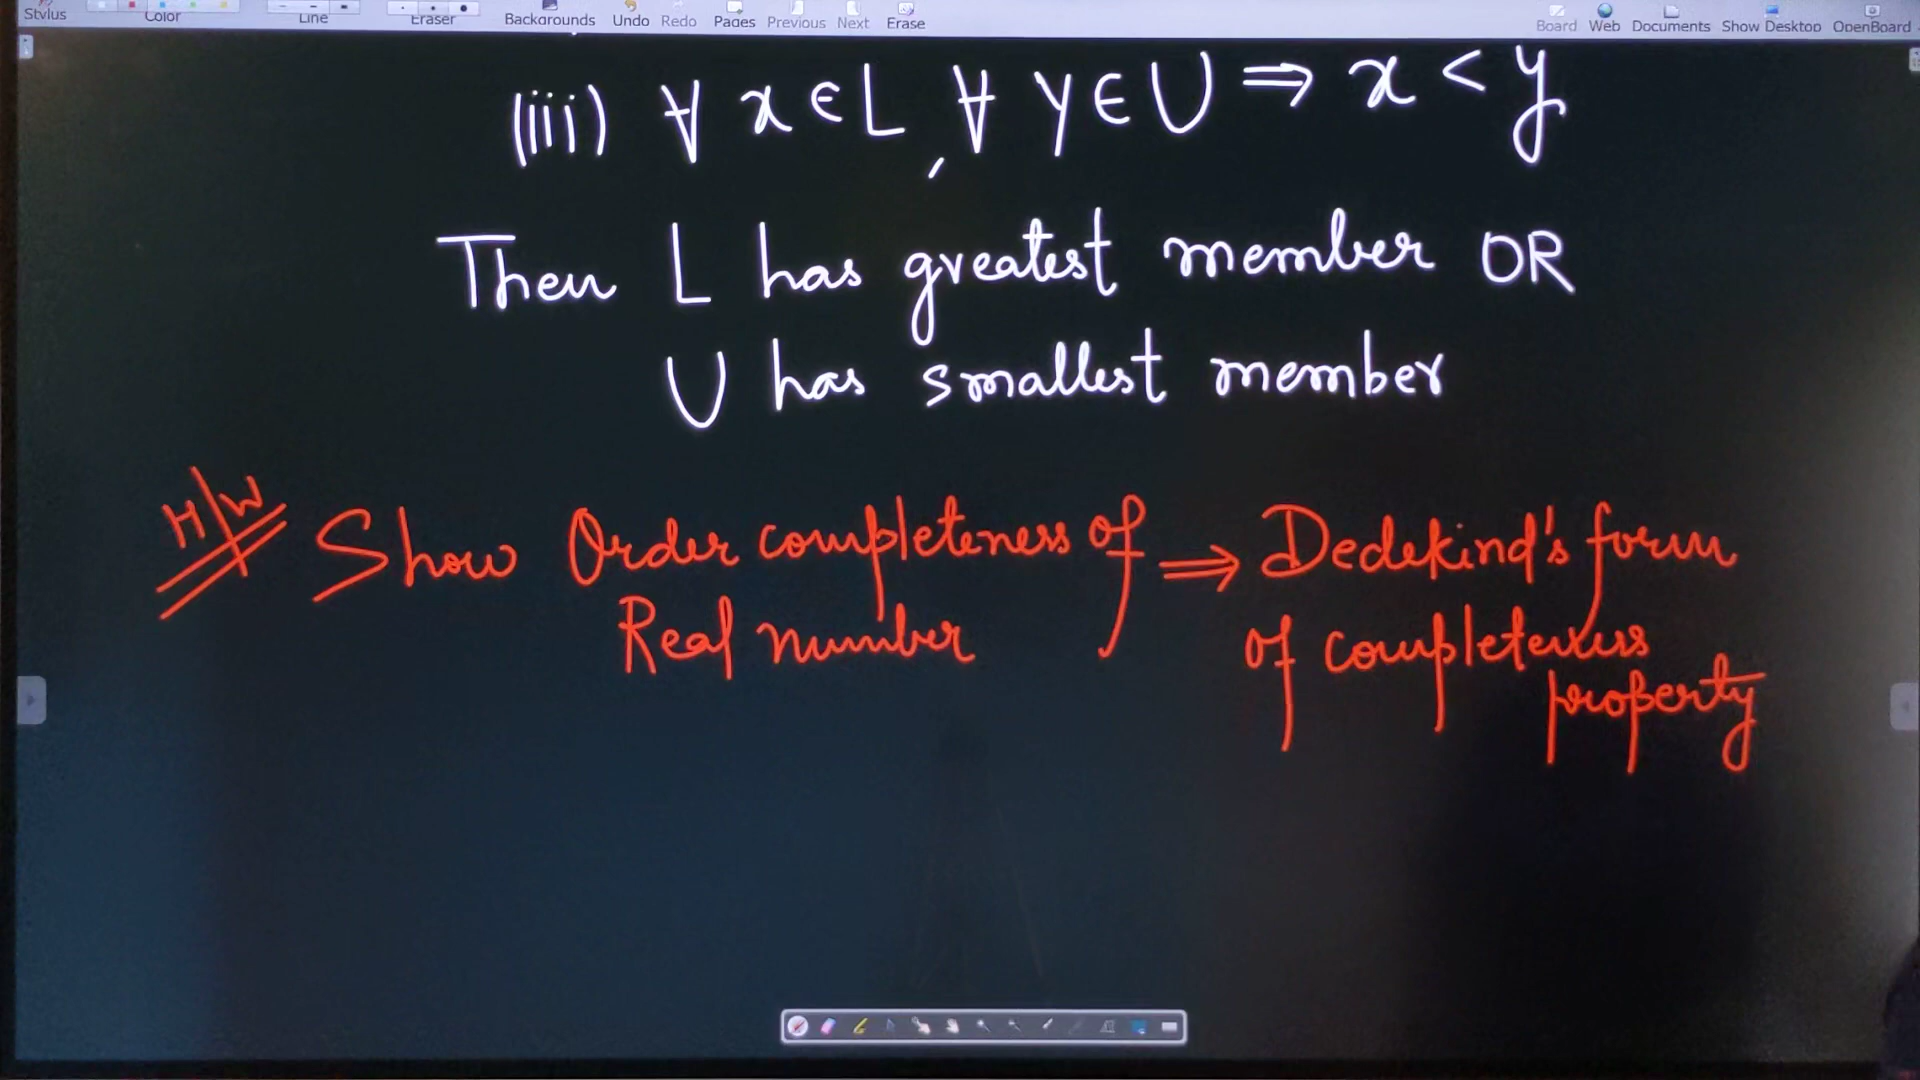 Stylus Color Line Eraser Backgrounds Undo Redo Pages Previous Next Erase Board Web Documents Show Desktop OpenBoard
(iii) ∀ x ∈ L, ∀ y ∈ U ⇒ x < y
Then L has greatest member OR
U has smallest member
H/W Show Order completeness of ⇒ Dedekind's form
Real number of completeness
property